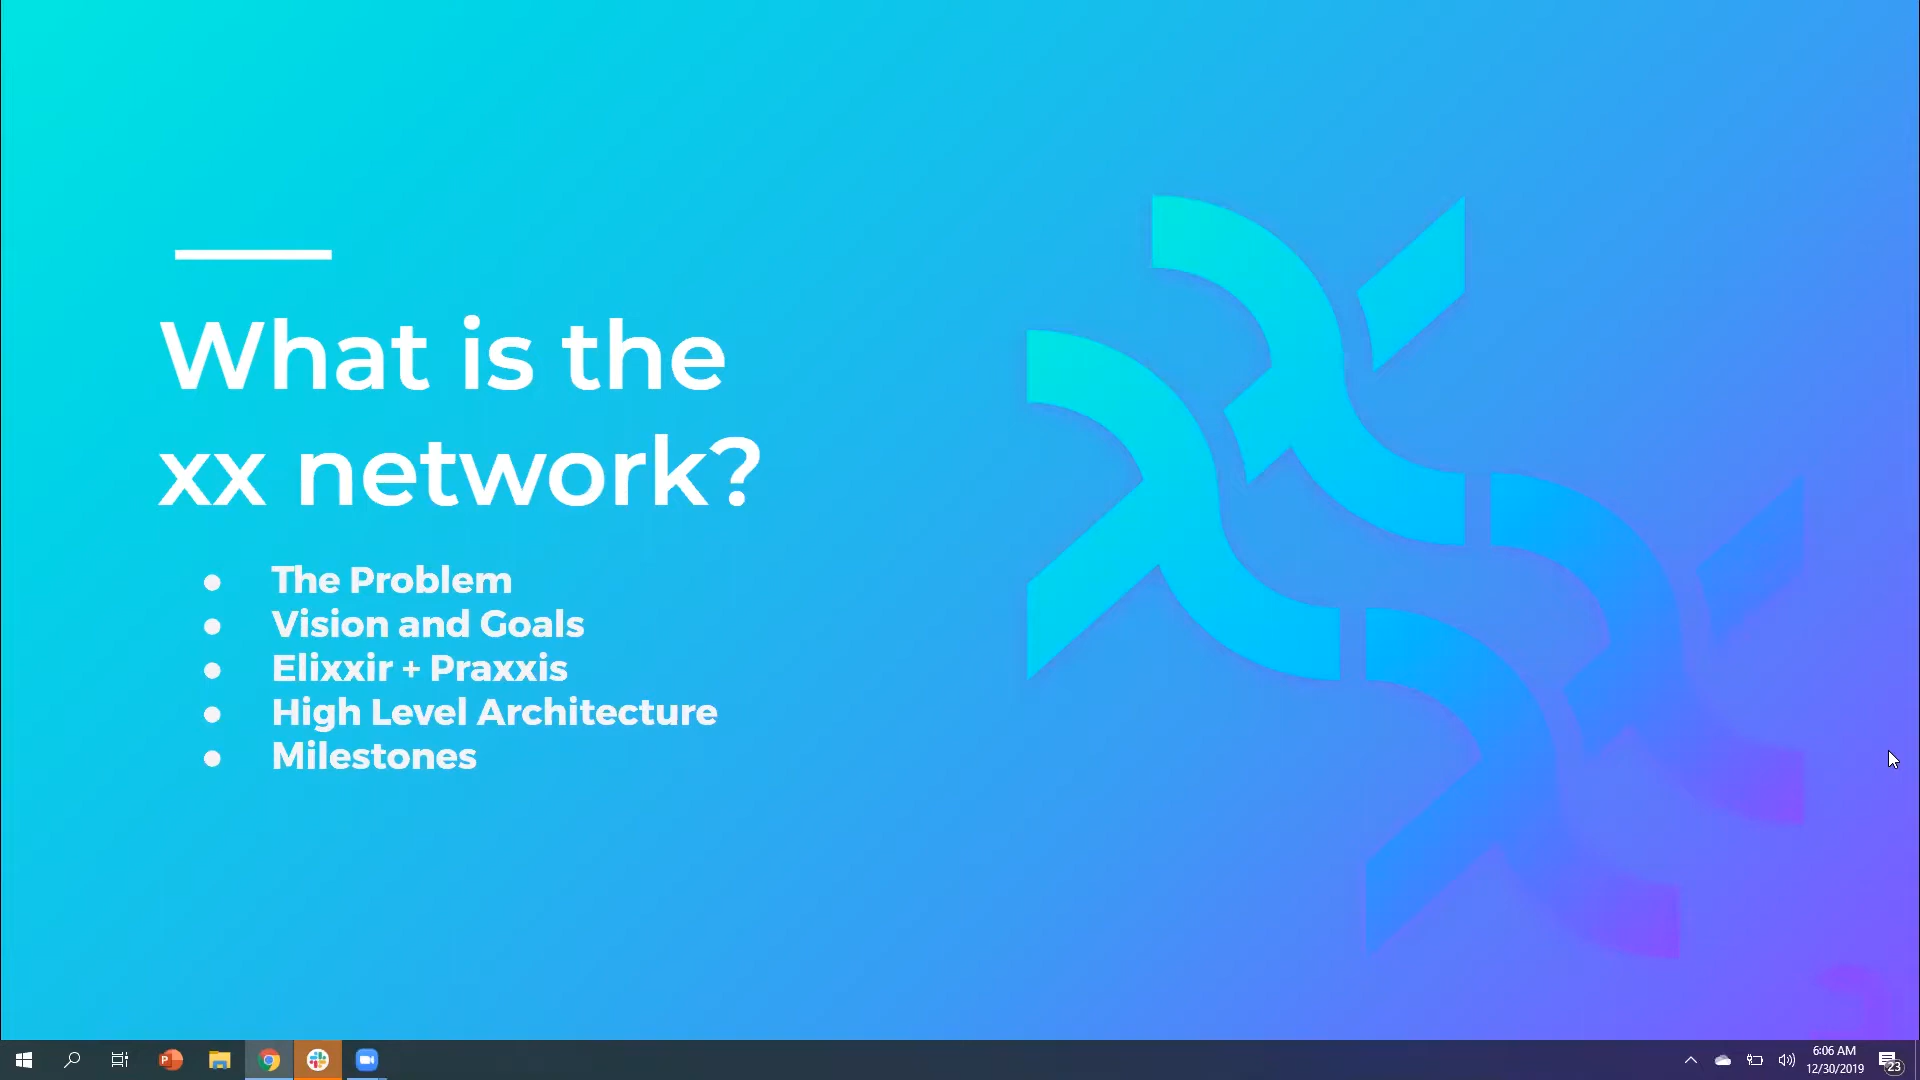 What is the
xx network?
● The Problem
● Vision and Goals
● Elixxir + Praxxis
● High Level Architecture
● Milestones
P
6:06 AM
12/30/2019
23